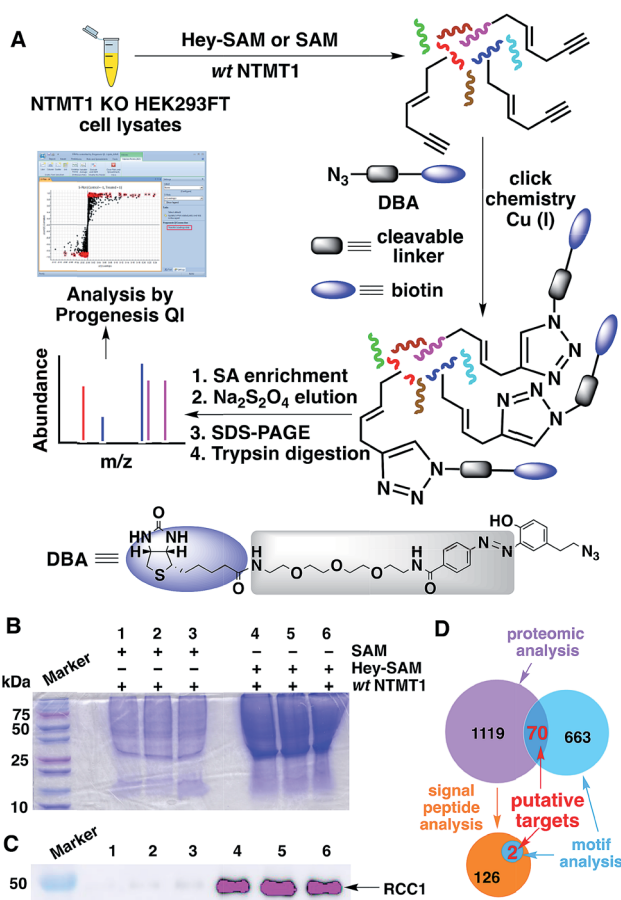 A
Hey-SAM or SAM
wt NTMT1
NTMT1 KO HEK293FT
cell lysates
N3
DBA
click
chemistry
Cu (I)
cleavable
linker
biotin
Analysis by
Progenesis QI
N
N
N
N
N
N
N
N
N
Abundance
m/z
1. SA enrichment
2. Na2S2O4 elution
3. SDS-PAGE
4. Trypsin digestion
DBA
O
HN
NH
H
H
S
O
H
N
O
O
O
H
N
O
N
N
HO
N3
B
1 2 3 4 5 6
+ + + – – – SAM
– – – + + + Hey-SAM
+ + + + + + wt NTMT1
Marker
kDa
75
50
25
10
C
Marker
1 2 3 4 5 6
50
RCC1
D
proteomic
analysis
1119
70
663
signal
peptide
analysis
putative
targets
motif
analysis
2
126